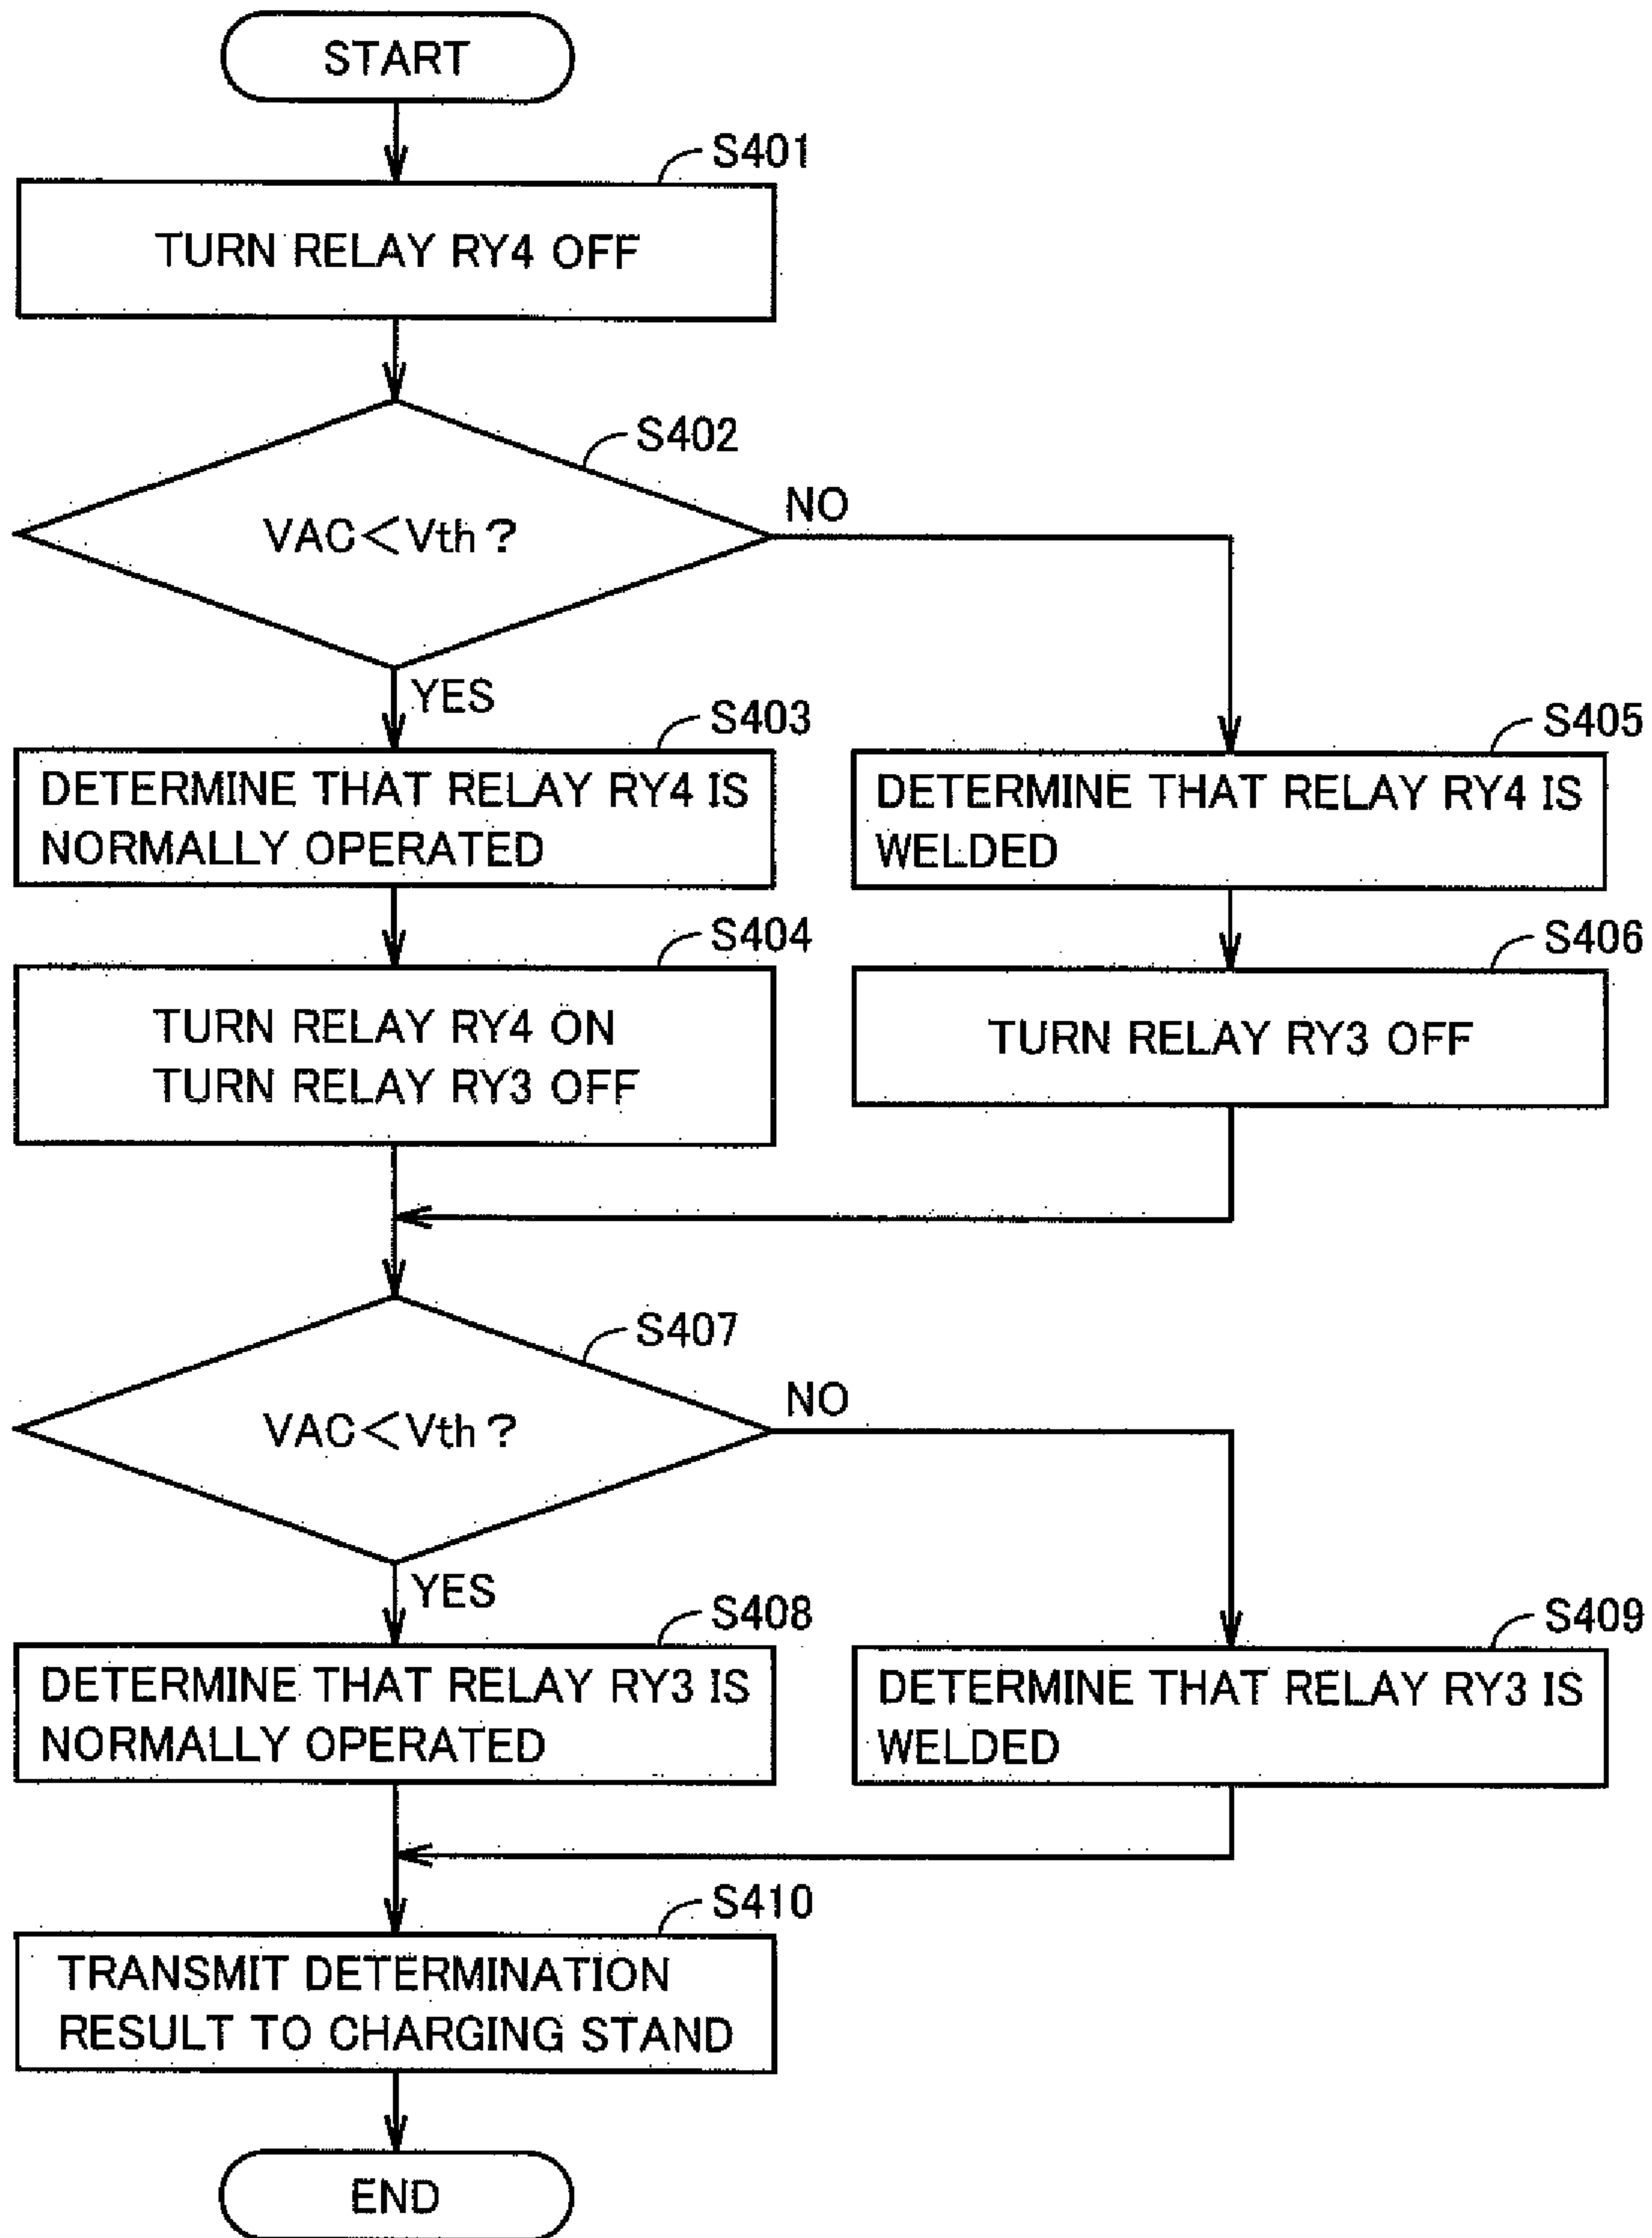 START
S401
TURN RELAY RY4 OFF
S402
VAC<Vth?
NO
YES
S403
DETERMINE THAT RELAY RY4 IS
NORMALLY OPERATED
S405
DETERMINE THAT RELAY RY4 IS
WELDED
S404
TURN RELAY RY4 ON
TURN RELAY RY3 OFF
S406
TURN RELAY RY3 OFF
S407
VAC<Vth?
NO
YES
S408
DETERMINE THAT RELAY RY3 IS
NORMALLY OPERATED
S409
DETERMINE THAT RELAY RY3 IS
WELDED
S410
TRANSMIT DETERMINATION
RESULT TO CHARGING STAND
END